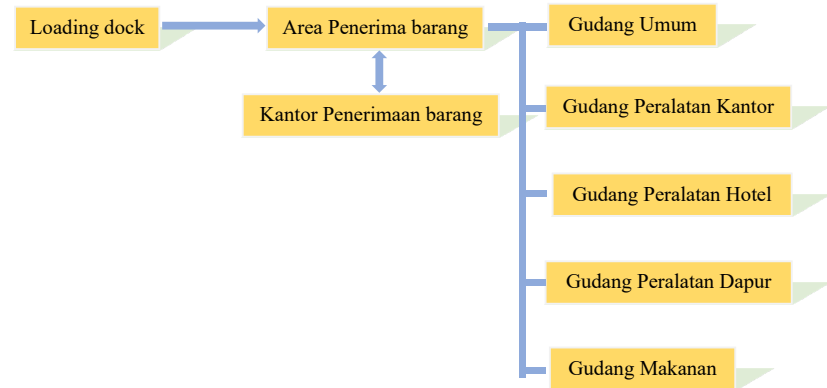 Loading dock
Area Penerima barang
Gudang Umum
Kantor Penerimaan barang
Gudang Peralatan Kantor
Gudang Peralatan Hotel
Gudang Peralatan Dapur
Gudang Makanan